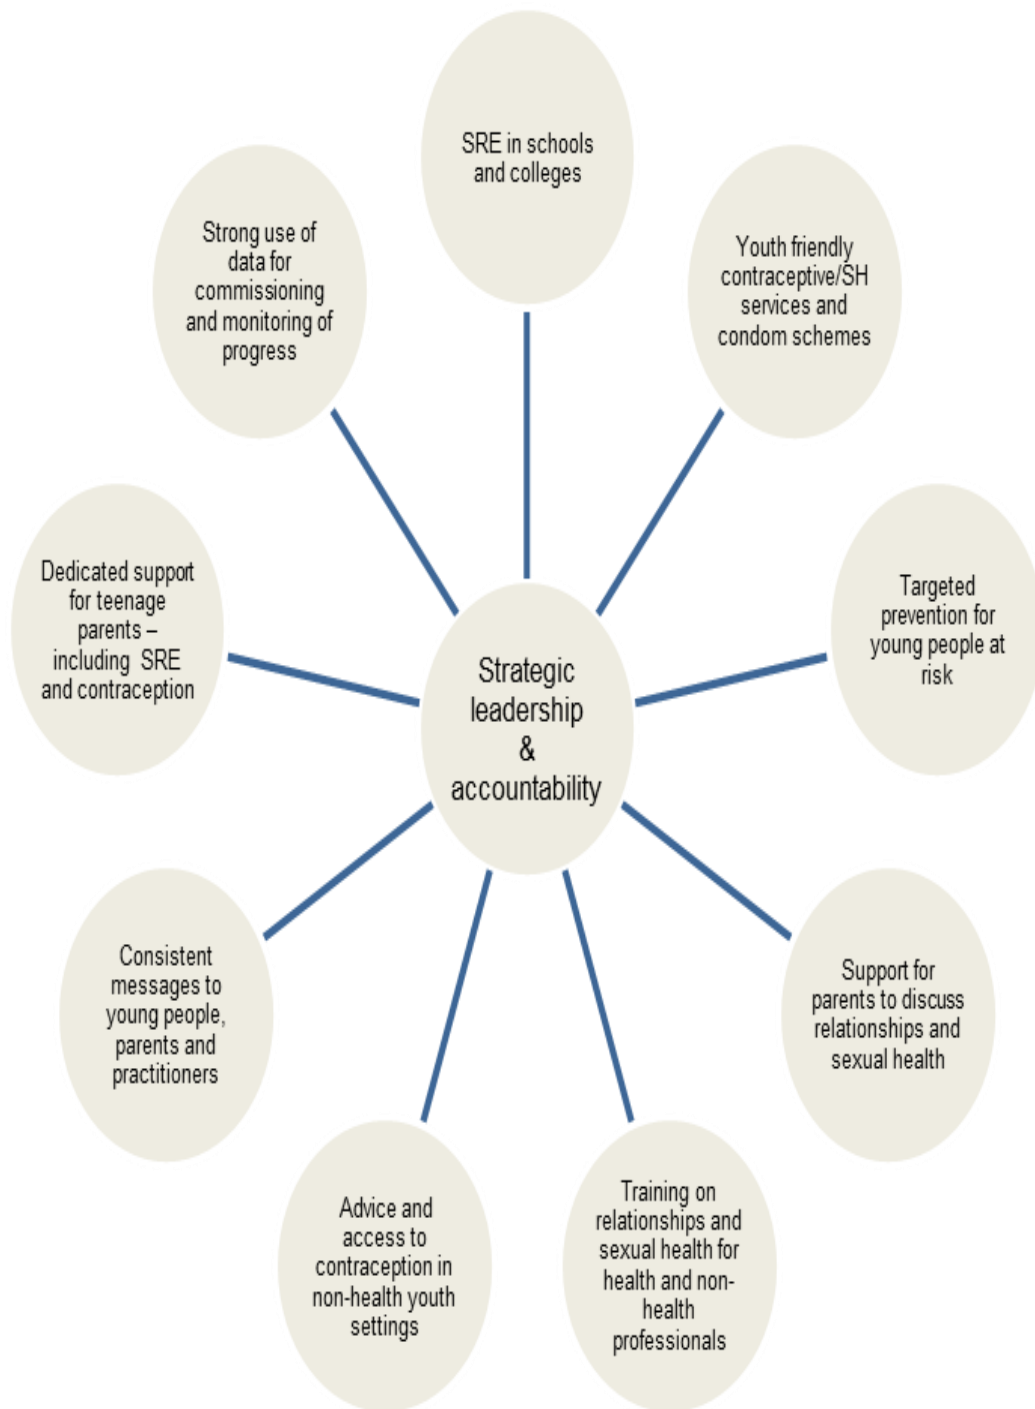 SRE in schools
and colleges
Youth friendly
contraceptive/SH
services and
condom schemes
Targeted
prevention for
young people at
risk
Support for
parents to discuss
relationships and
sexual health
Training on
relationships and
sexual health for
health and non-
health
professionals
Advice and
access to
contraception in
non-health youth
settings
Consistent
messages to
young people,
parents and
practitioners
Dedicated support
for teenage
parents –
including SRE
and contraception
Strong use of
data for
commissioning
and monitoring of
progress
Strategic
leadership
&
accountability